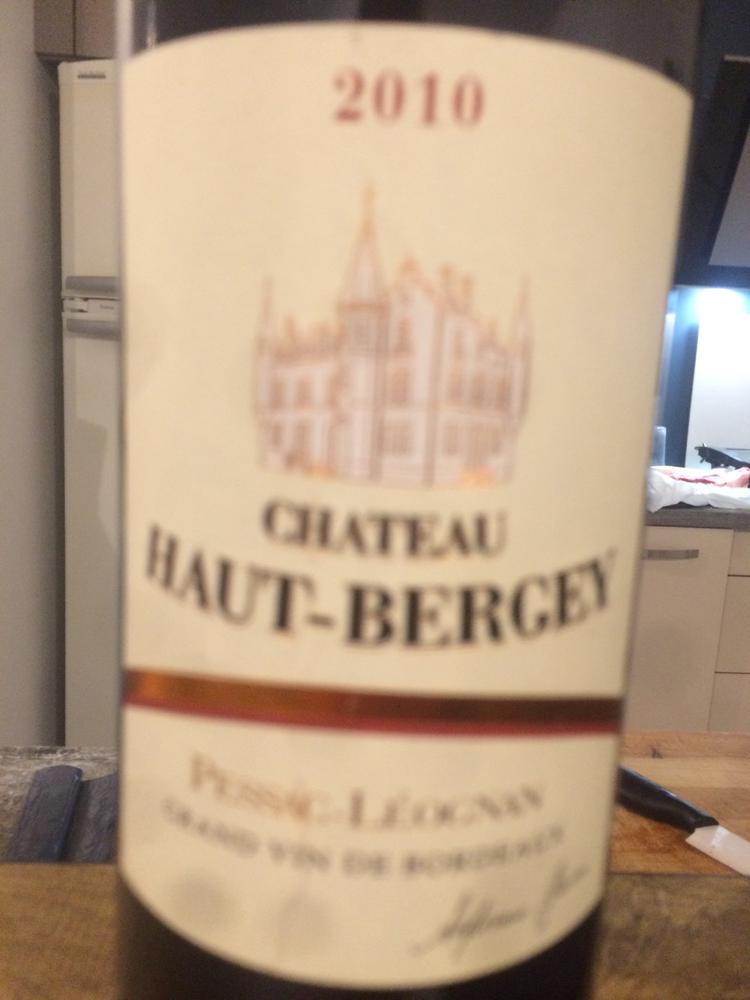 2010
CHATEAU
HAUT-BERGEY
PESSAC-LÉOGNAN
GRAND VIN DE BORDEAUX